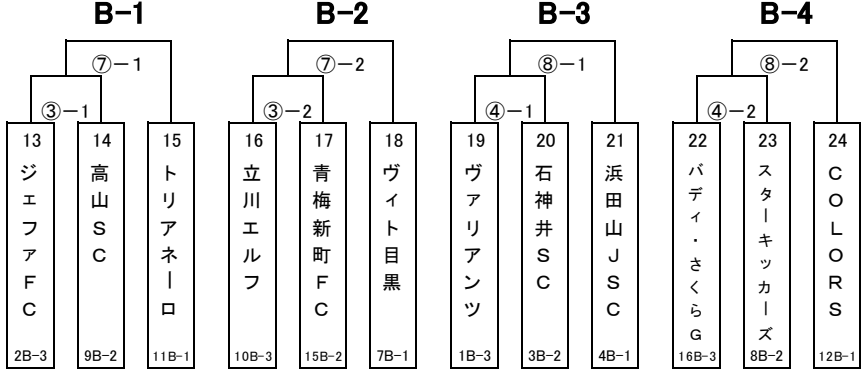 B-1
B-2
B-3
B-4
⑦-1
⑦-2
⑧-1
⑧-2
③-1
③-2
④-1
④-2
13
14
15
16
17
18
19
20
21
22
23
24
ジェファFC
高山SC
トリアネーロ
立川エルフ
青梅新町FC
ヴィト目黒
ヴァリアンツ
石神井SC
浜田山JSC
バディ・さくらG
スターキッカーズ
COLORS
2B-3
9B-2
11B-1
10B-3
15B-2
7B-1
1B-3
3B-2
4B-1
16B-3
8B-2
12B-1